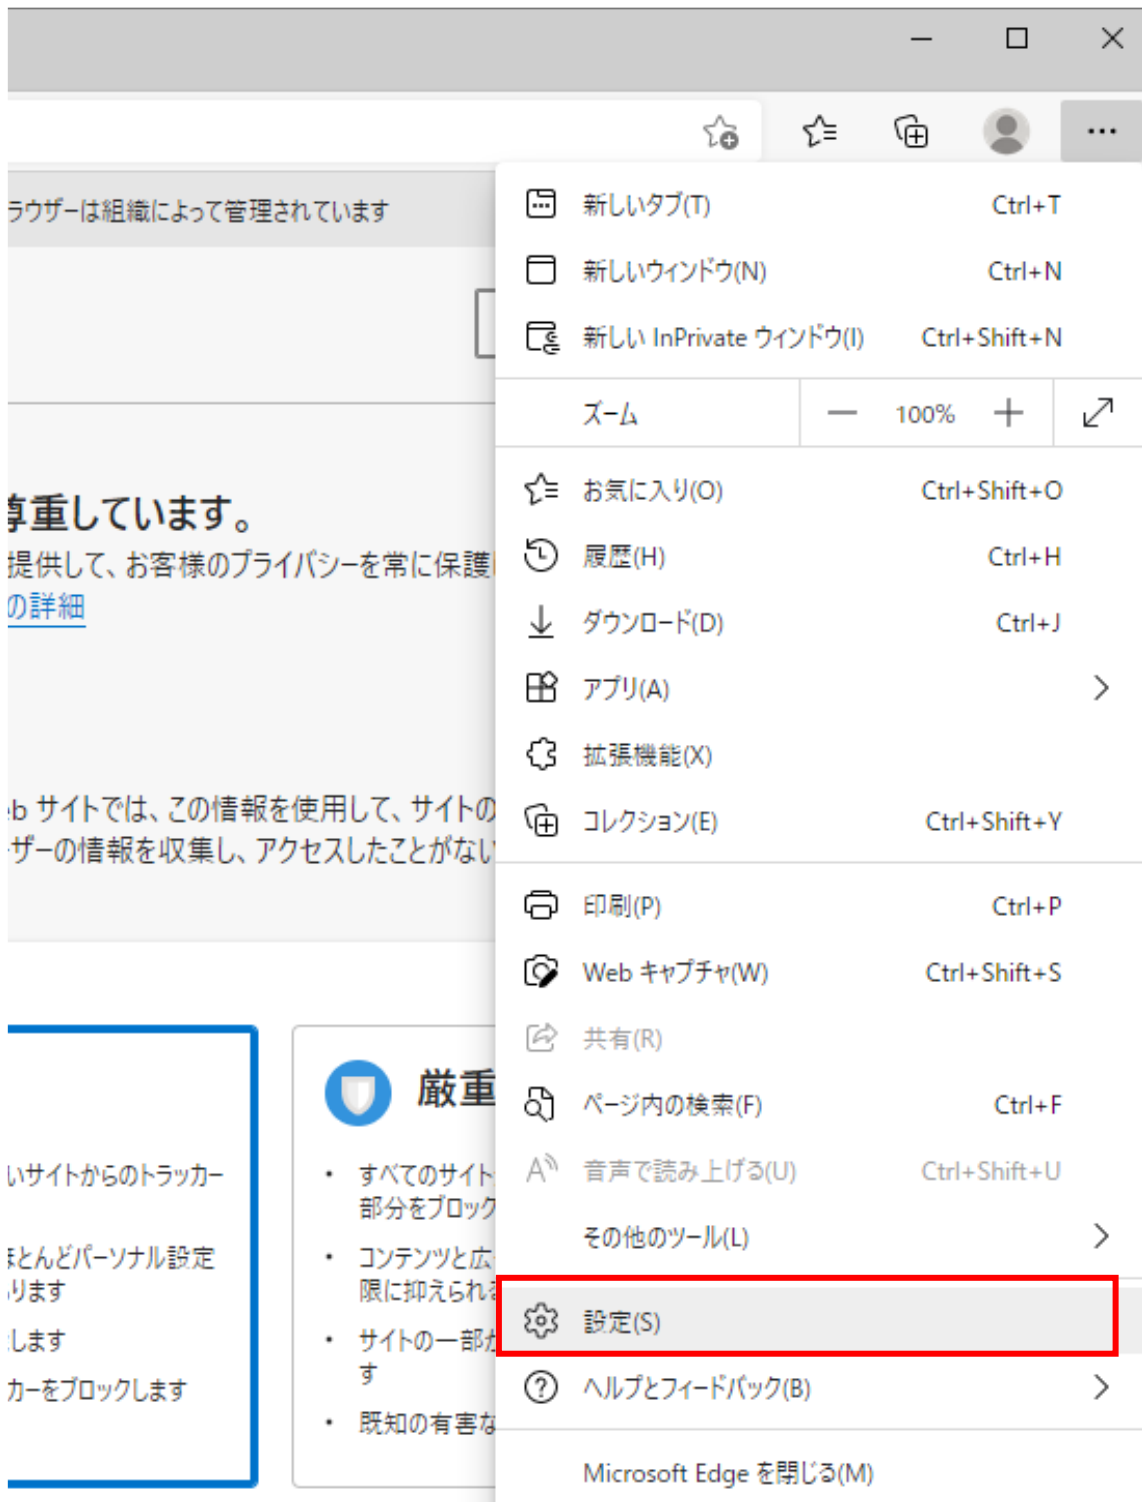 ラウザーは組織によって管理されています
尊重しています。
提供して、お客様のプライバシーを常に保護
の詳細
eb サイトでは、この情報を使用して、サイトの
ーザーの情報を収集し、アクセスしたことがない
いサイトからのトラッカー
ほとんどパーソナル設定
ります
します
カーをブロックします
厳重
• すべてのサイト
部分をブロック
• コンテンツと広
限に抑えられ
• サイトの一部が
す
• 既知の有害な
新しいタブ(T) Ctrl+T
新しいウィンドウ(N) Ctrl+N
新しい InPrivate ウィンドウ(I) Ctrl+Shift+N
ズーム — 100% +
お気に入り(O) Ctrl+Shift+O
履歴(H) Ctrl+H
ダウンロード(D) Ctrl+J
アプリ(A)
拡張機能(X)
コレクション(E) Ctrl+Shift+Y
印刷(P) Ctrl+P
Web キャプチャ(W) Ctrl+Shift+S
共有(R)
ページ内の検索(F) Ctrl+F
音声で読み上げる(U) Ctrl+Shift+U
その他のツール(L)
設定(S)
ヘルプとフィードバック(B)
Microsoft Edge を閉じる(M)